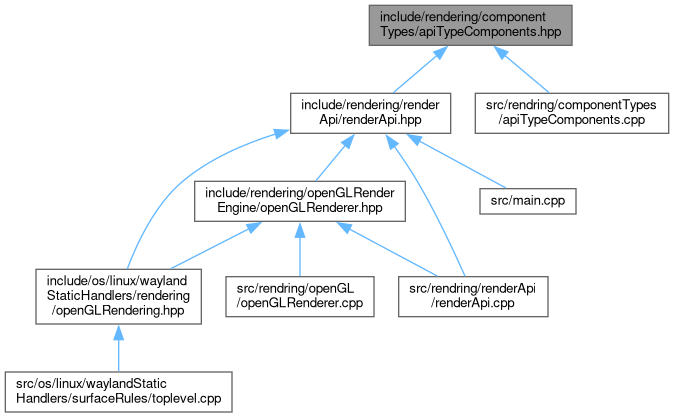 include/rendering/component
Types/apiTypeComponents.hpp
include/rendering/render
Api/renderApi.hpp
src/rendring/componentTypes
/apiTypeComponents.cpp
include/rendering/openGLRender
Engine/openGLRenderer.hpp
src/main.cpp
include/os/linux/wayland
StaticHandlers/rendering
/openGLRendering.hpp
src/rendring/openGL
/openGLRenderer.cpp
src/rendring/renderApi
/renderApi.cpp
src/os/linux/waylandStatic
Handlers/surfaceRules/toplevel.cpp